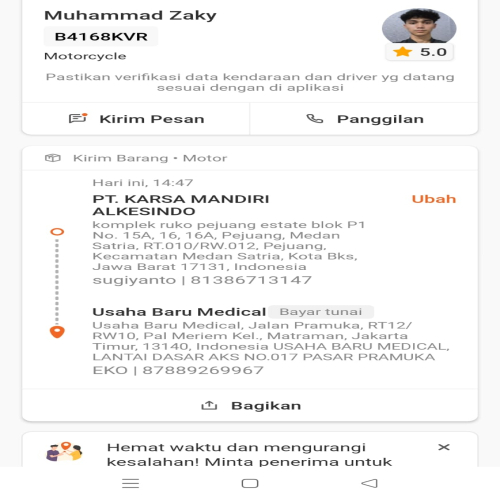 Muhammad Zaky
B4168KVR
Motorcycle
5.0
Pastikan verifikasi data kendaraan dan driver yg datang
sesuai dengan di aplikasi
Kirim Pesan
Panggilan
Kirim Barang • Motor
Hari ini, 14:47
PT. KARSA MANDIRI
ALKESINDO
Ubah
komplek ruko pejuang estate blok P1
No. 15A, 16, 16A, Pejuang, Medan
Satria, RT.010/RW.012, Pejuang,
Kecamatan Medan Satria, Kota Bks,
Jawa Barat 17131, Indonesia
sugiyanto | 81386713147
Usaha Baru Medical Bayar tunai
Usaha Baru Medical, Jalan Pramuka, RT12/
RW10, Pal Meriem Kel., Matraman, Jakarta
Timur, 13140, Indonesia USAHA BARU MEDICAL,
LANTAI DASAR AKS NO.017 PASAR PRAMUKA
EKO | 87889269967
Bagikan
Hemat waktu dan mengurangi
kesalahan! Minta penerima untuk